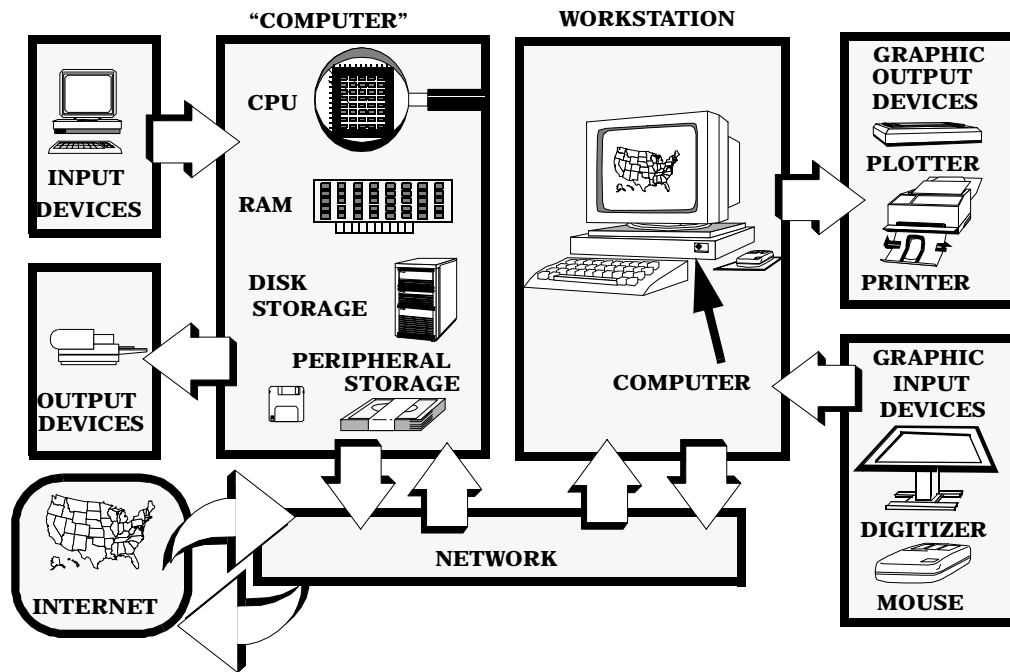 “COMPUTER”
WORKSTATION
INPUT
DEVICES
CPU
RAM
DISK
STORAGE
PERIPHERAL
STORAGE
OUTPUT
DEVICES
COMPUTER
GRAPHIC
OUTPUT
DEVICES
PLOTTER
PRINTER
GRAPHIC
INPUT
DEVICES
DIGITIZER
MOUSE
NETWORK
INTERNET